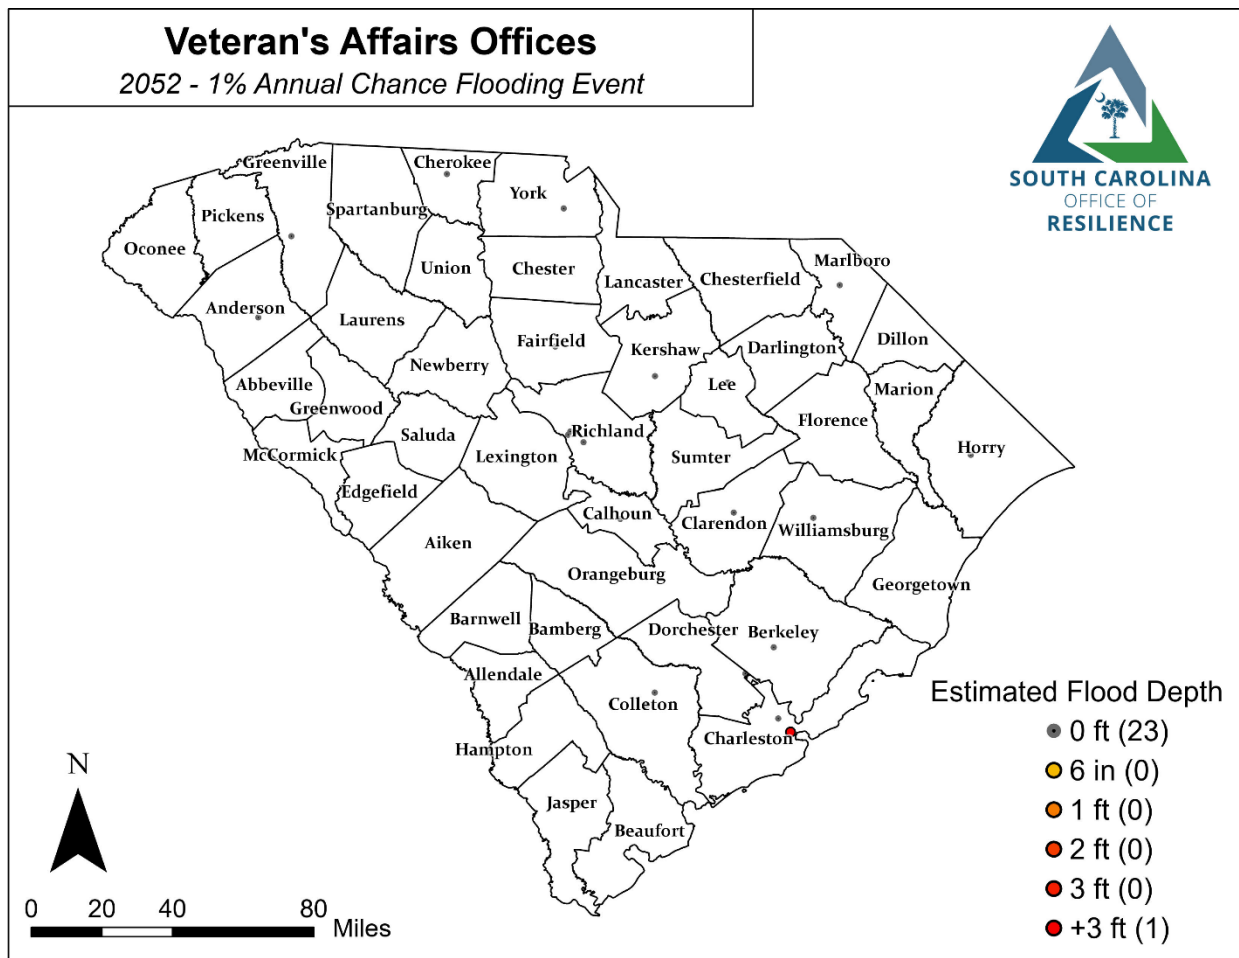 Veteran's Affairs Offices
2052 - 1% Annual Chance Flooding Event
SOUTH CAROLINA
OFFICE OF
RESILIENCE
Greenville
Cherokee
York
Pickens
Spartanburg
Oconee
Union
Chester
Lancaster
Chesterfield
Marlboro
Anderson
Laurens
Fairfield
Kershaw
Darlington
Dillon
Newberry
Abbeville
Greenwood
Lee
Marion
Saluda
Richland
Florence
Horry
McCormick
Lexington
Sumter
Edgefield
Calhoun
Clarendon
Williamsburg
Aiken
Orangeburg
Georgetown
Barnwell
Bamberg
Dorchester
Berkeley
Allendale
Colleton
Charleston
Hampton
Jasper
Beaufort
Estimated Flood Depth
0 ft (23)
6 in (0)
1 ft (0)
2 ft (0)
3 ft (0)
+3 ft (1)
N
0 20 40 80 Miles